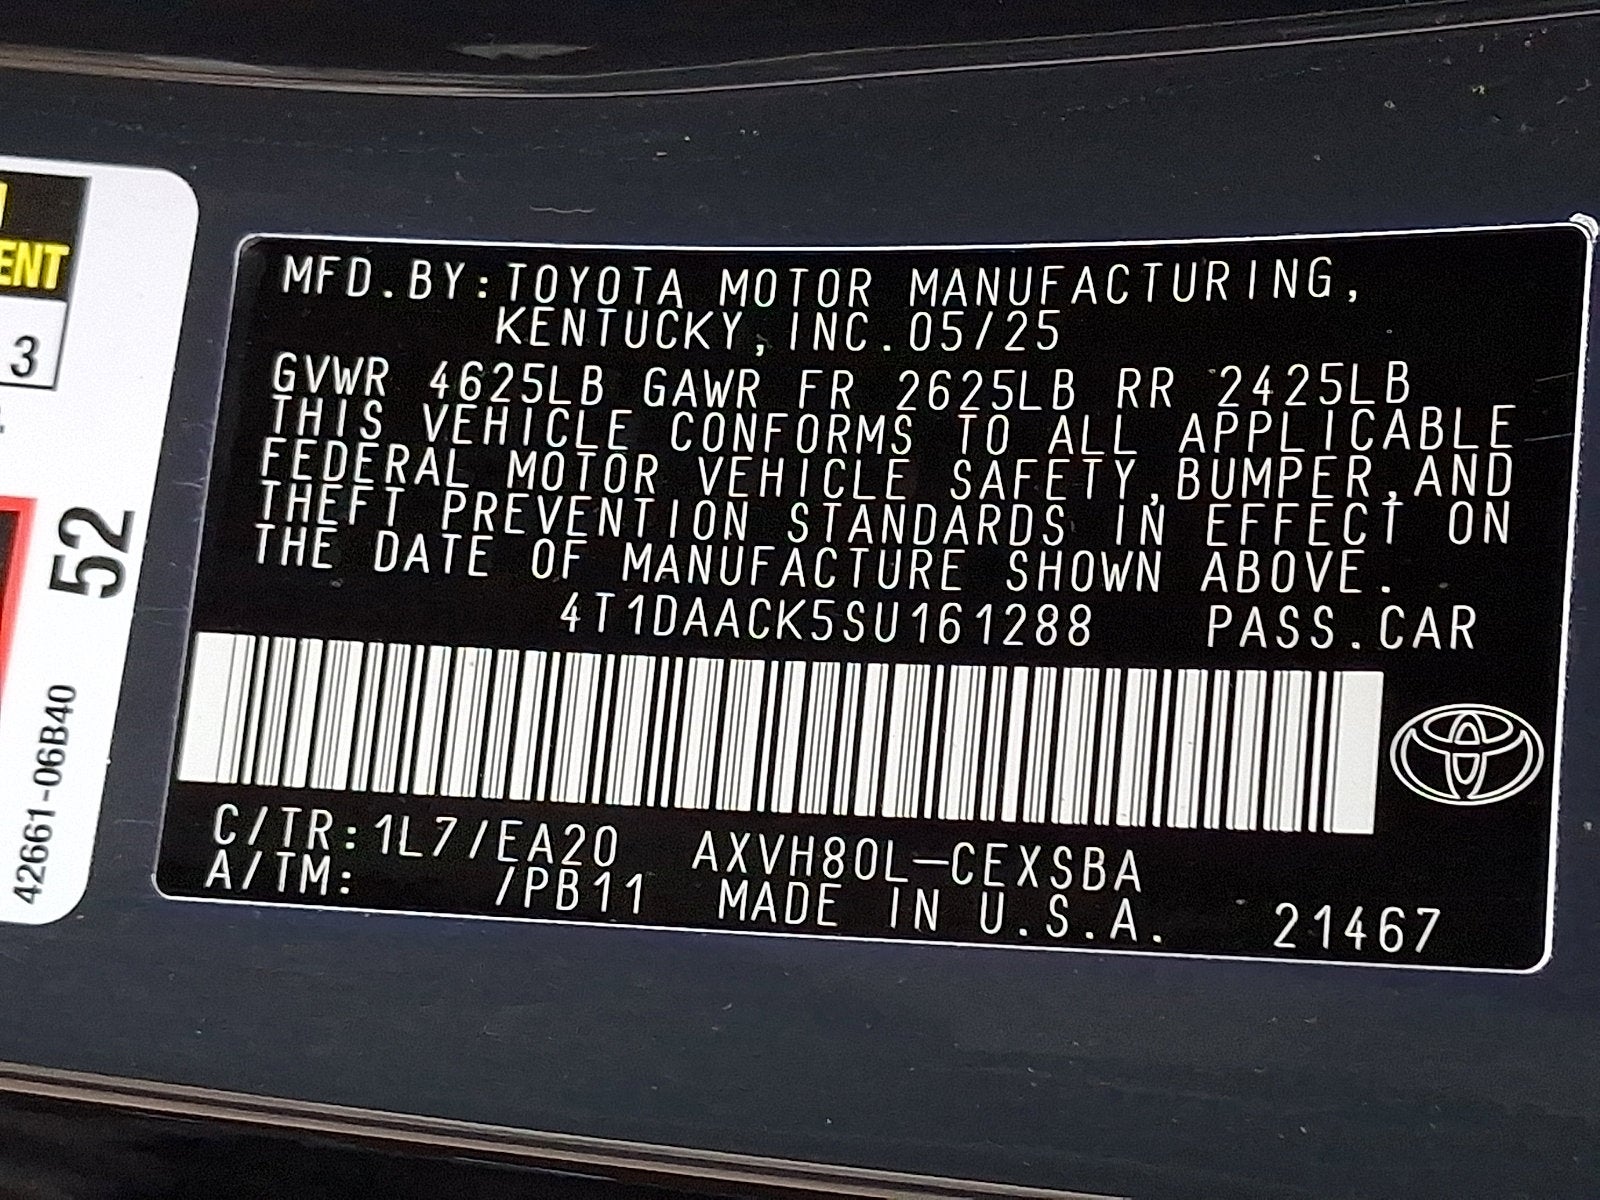 ENT
3
52
42661-06B40
MFD.BY:TOYOTA MOTOR MANUFACTURING,
KENTUCKY,INC.05/25
GVWR 4625LB GAWR FR 2625LB RR 2425LB
THIS VEHICLE CONFORMS TO ALL APPLICABLE
FEDERAL MOTOR VEHICLE SAFETY,BUMPER,AND
THEFT PREVENTION STANDARDS IN EFFECT ON
THE DATE OF MANUFACTURE SHOWN ABOVE.
4T1DAACK5SU161288 PASS.CAR
C/TR:1L7/EA20 AXVH80L-CEXSBA
A/TM: /PB11 MADE IN U.S.A. 21467